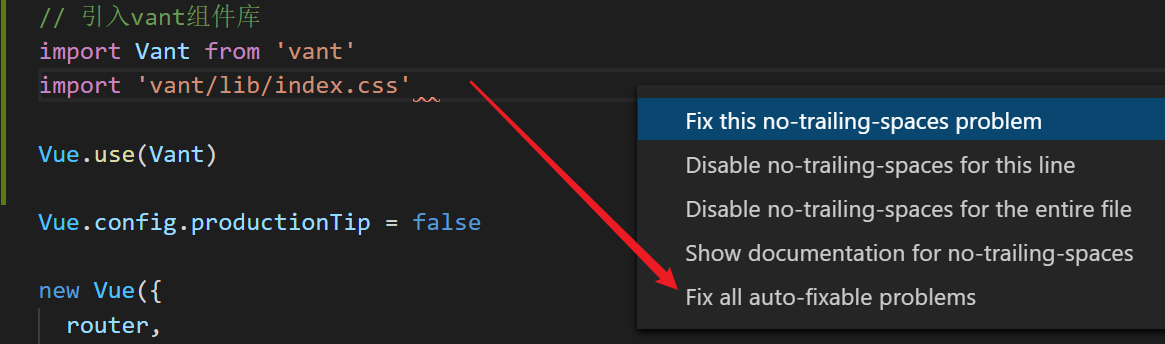 // 引入vant组件库
import Vant from 'vant'
import 'vant/lib/index.css'
Vue.use(Vant)
Vue.config.productionTip = false
new Vue({
router,
Fix this no-trailing-spaces problem
Disable no-trailing-spaces for this line
Disable no-trailing-spaces for the entire file
Show documentation for no-trailing-spaces
Fix all auto-fixable problems